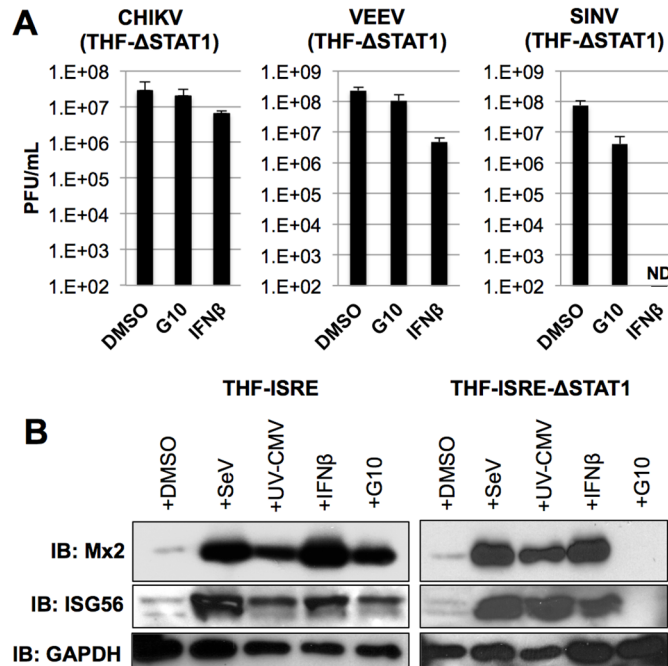 A
CHIKV
(THF-ΔSTAT1)
VEEV
(THF-ΔSTAT1)
SINV
(THF-ΔSTAT1)
PFU/mL
1.E+08
1.E+07
1.E+06
1.E+05
1.E+04
1.E+03
1.E+02
DMSO
G10
IFNβ
1.E+09
1.E+08
1.E+07
1.E+06
1.E+05
1.E+04
1.E+03
1.E+02
DMSO
G10
IFNβ
1.E+09
1.E+08
1.E+07
1.E+06
1.E+05
1.E+04
1.E+03
1.E+02
ND
DMSO
G10
IFNβ
B
THF-ISRE
THF-ISRE-ΔSTAT1
+DMSO
+SeV
+UV-CMV
+IFNβ
+G10
+DMSO
+SeV
+UV-CMV
+IFNβ
+G10
IB: Mx2
IB: ISG56
IB: GAPDH